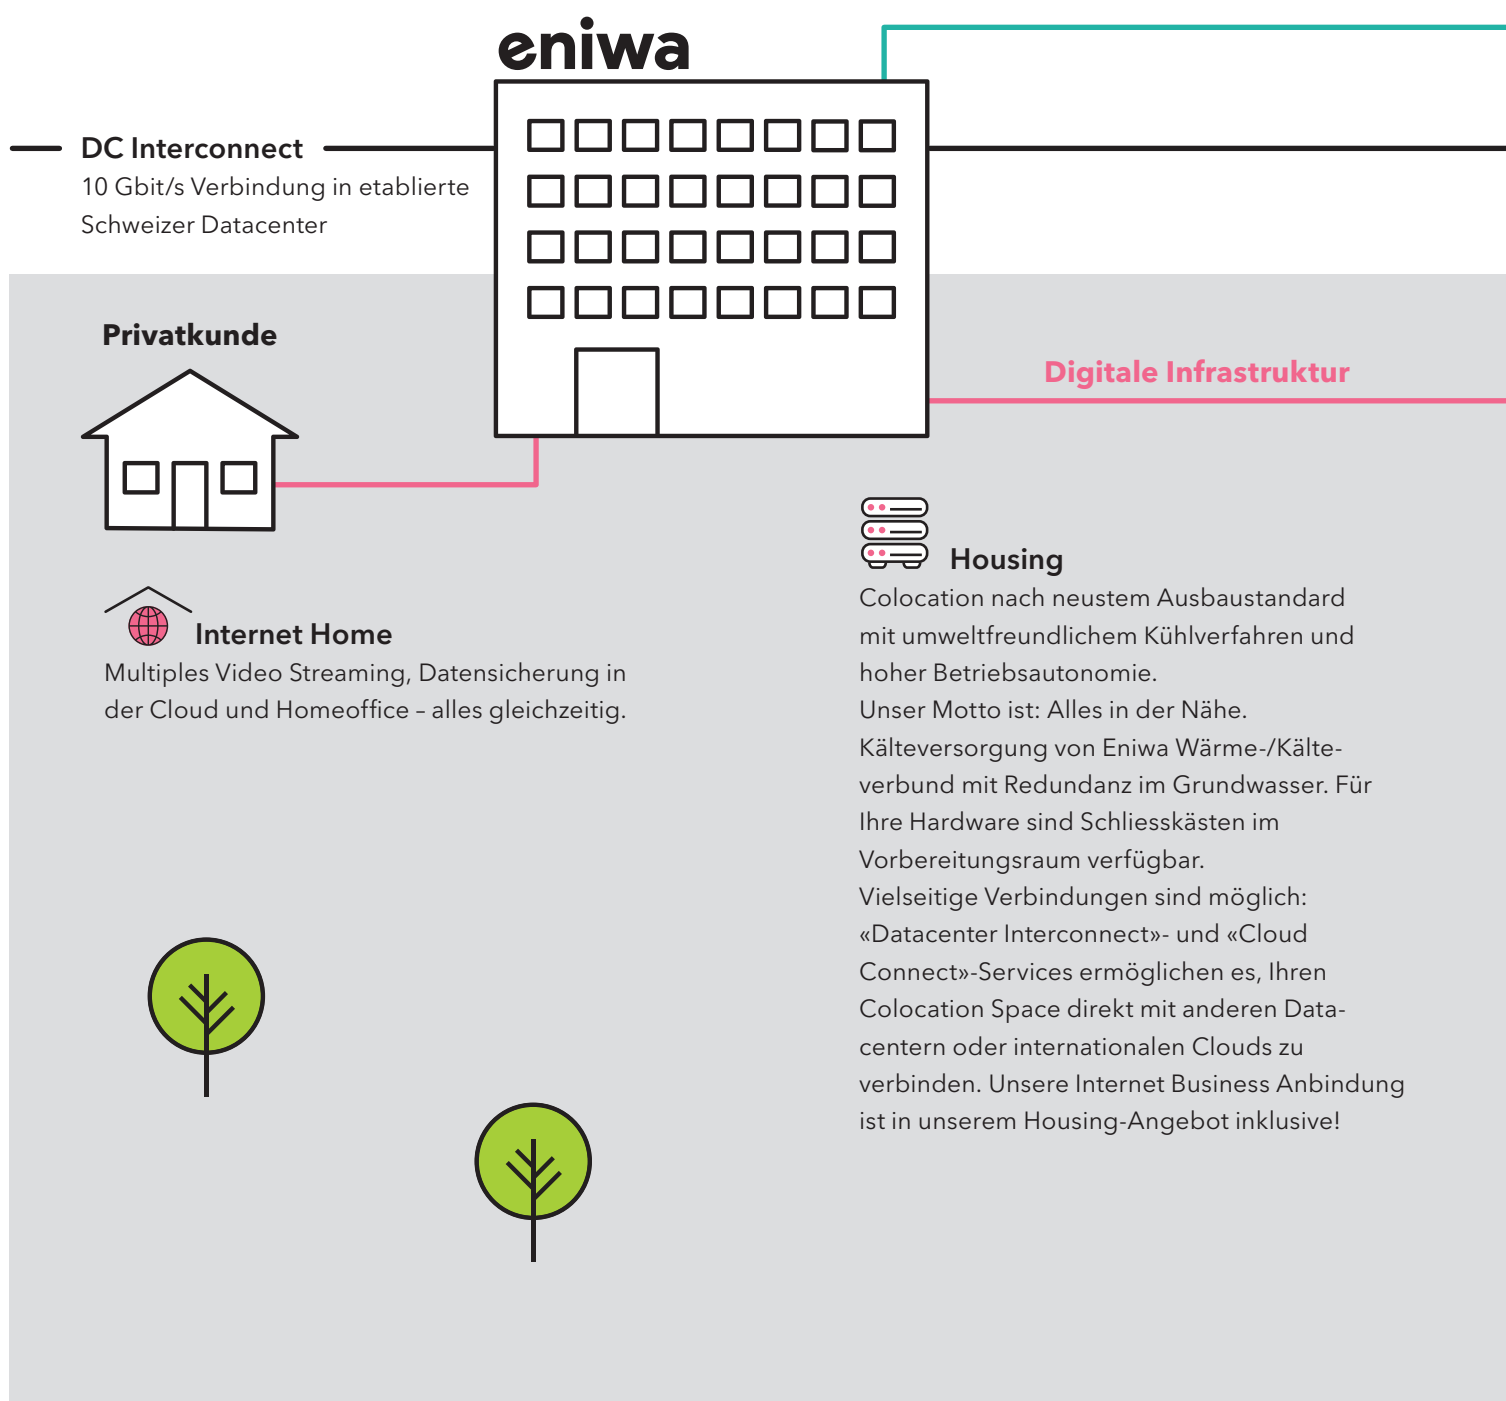 eniwa
DC Interconnect
10 Gbit/s Verbindung in etablierte
Schweizer Datacenter
Privatkunde
Digitale Infrastruktur
Internet Home
Multiples Video Streaming, Datensicherung in
der Cloud und Homeoffice – alles gleichzeitig.
Housing
Colocation nach neustem Ausbaustandard
mit umweltfreundlichem Kühlverfahren und
hoher Betriebsautonomie.
Unser Motto ist: Alles in der Nähe.
Kälteversorgung von Eniwa Wärme-/Kälte-
verbund mit Redundanz im Grundwasser. Für
Ihre Hardware sind Schliesskästen im
Vorbereitungsraum verfügbar.
Vielseitige Verbindungen sind möglich:
«Datacenter Interconnect»- und «Cloud
Connect»-Services ermöglichen es, Ihren
Colocation Space direkt mit anderen Data-
centern oder internationalen Clouds zu
verbinden. Unsere Internet Business Anbindung
ist in unserem Housing-Angebot inklusive!